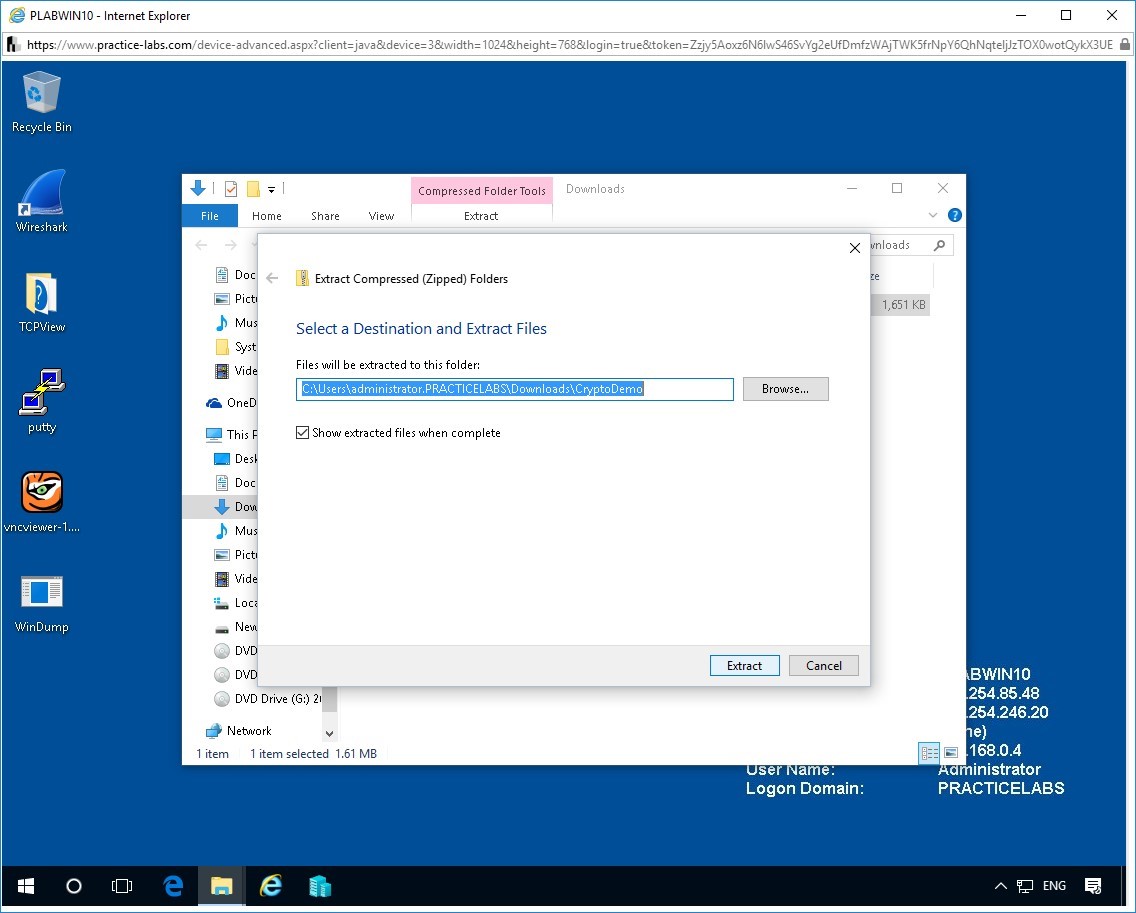 PLABWIN10 - Internet Explorer
https://www.practice-labs.com/device-advanced.aspx?client=java&device=3&width=1024&height=768&login=true&token=Zzjy5Aoxz6N6IwS46SvYg2eUfDmfzWAjTWK5frNpY6QhNqteIjJzTOX0wotQykX3UE
Recycle Bin
Wireshark
TCPView
putty
vncviewer-1....
WinDump
Compressed Folder Tools
Downloads
File
Home
Share
View
Extract
wnloads
ze
1,651 KB
Doc
Pictu
Mus
Syst
Vide
OneD
This P
Desk
Doc
Dow
Mus
Pictu
Vide
Loca
New
DVD
DVD
DVD Drive (G:) 20
Network
1 item
1 item selected
1.61 MB
Extract Compressed (Zipped) Folders
Select a Destination and Extract Files
Files will be extracted to this folder:
C:\Users\administrator.PRACTICELABS\Downloads\CryptoDemo
Browse...
Show extracted files when complete
Extract
Cancel
ABWIN10
.254.85.48
.254.246.20
ne)
.168.0.4
User Name: Administrator
Logon Domain: PRACTICELABS
ENG